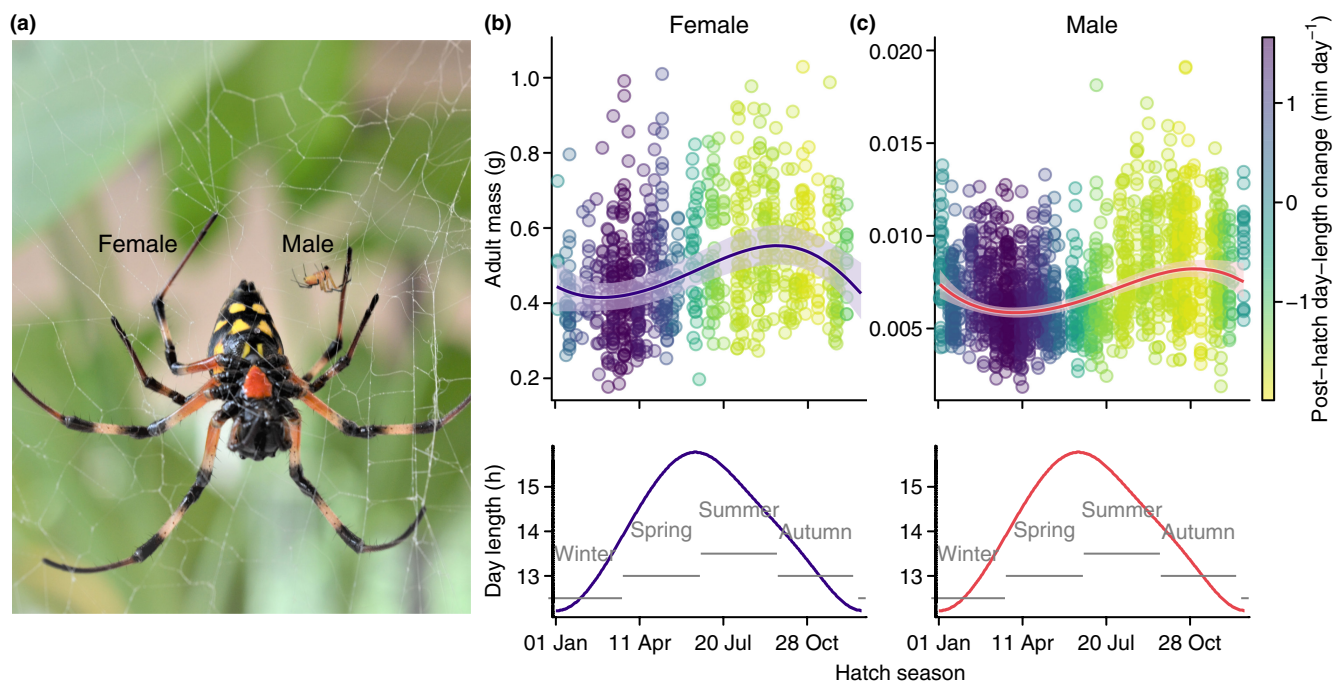 (a)
Female
Male
(b)
Female
Adult mass (g)
1.0
0.8
0.6
0.4
0.2
(c)
Male
0.020
0.015
0.010
0.005
Post−hatch day−length change (min day−1)
1
0
−1
Day length (h)
15
14
13
Winter
Spring
Summer
Autumn
01 Jan
11 Apr
20 Jul
28 Oct
Winter
Spring
Summer
Autumn
01 Jan
11 Apr
20 Jul
28 Oct
Hatch season